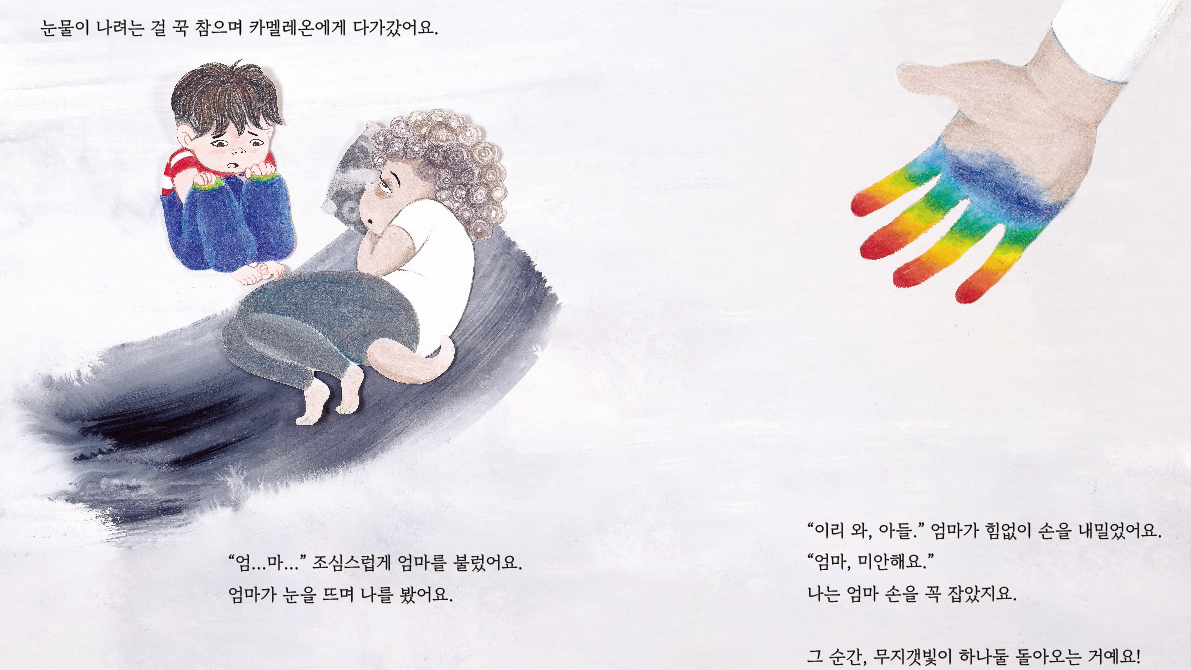 눈물이 나려는 걸 꾹 참으며 카멜레온에게 다가갔어요.
“엄...마...” 조심스럽게 엄마를 불렀어요.
엄마가 눈을 뜨며 나를 봤어요.
“이리 와, 아들.” 엄마가 힘없이 손을 내밀었어요.
“엄마, 미안해요.”
나는 엄마 손을 꼭 잡았지요.
그 순간, 무지갯빛이 하나둘 돌아오는 거예요!